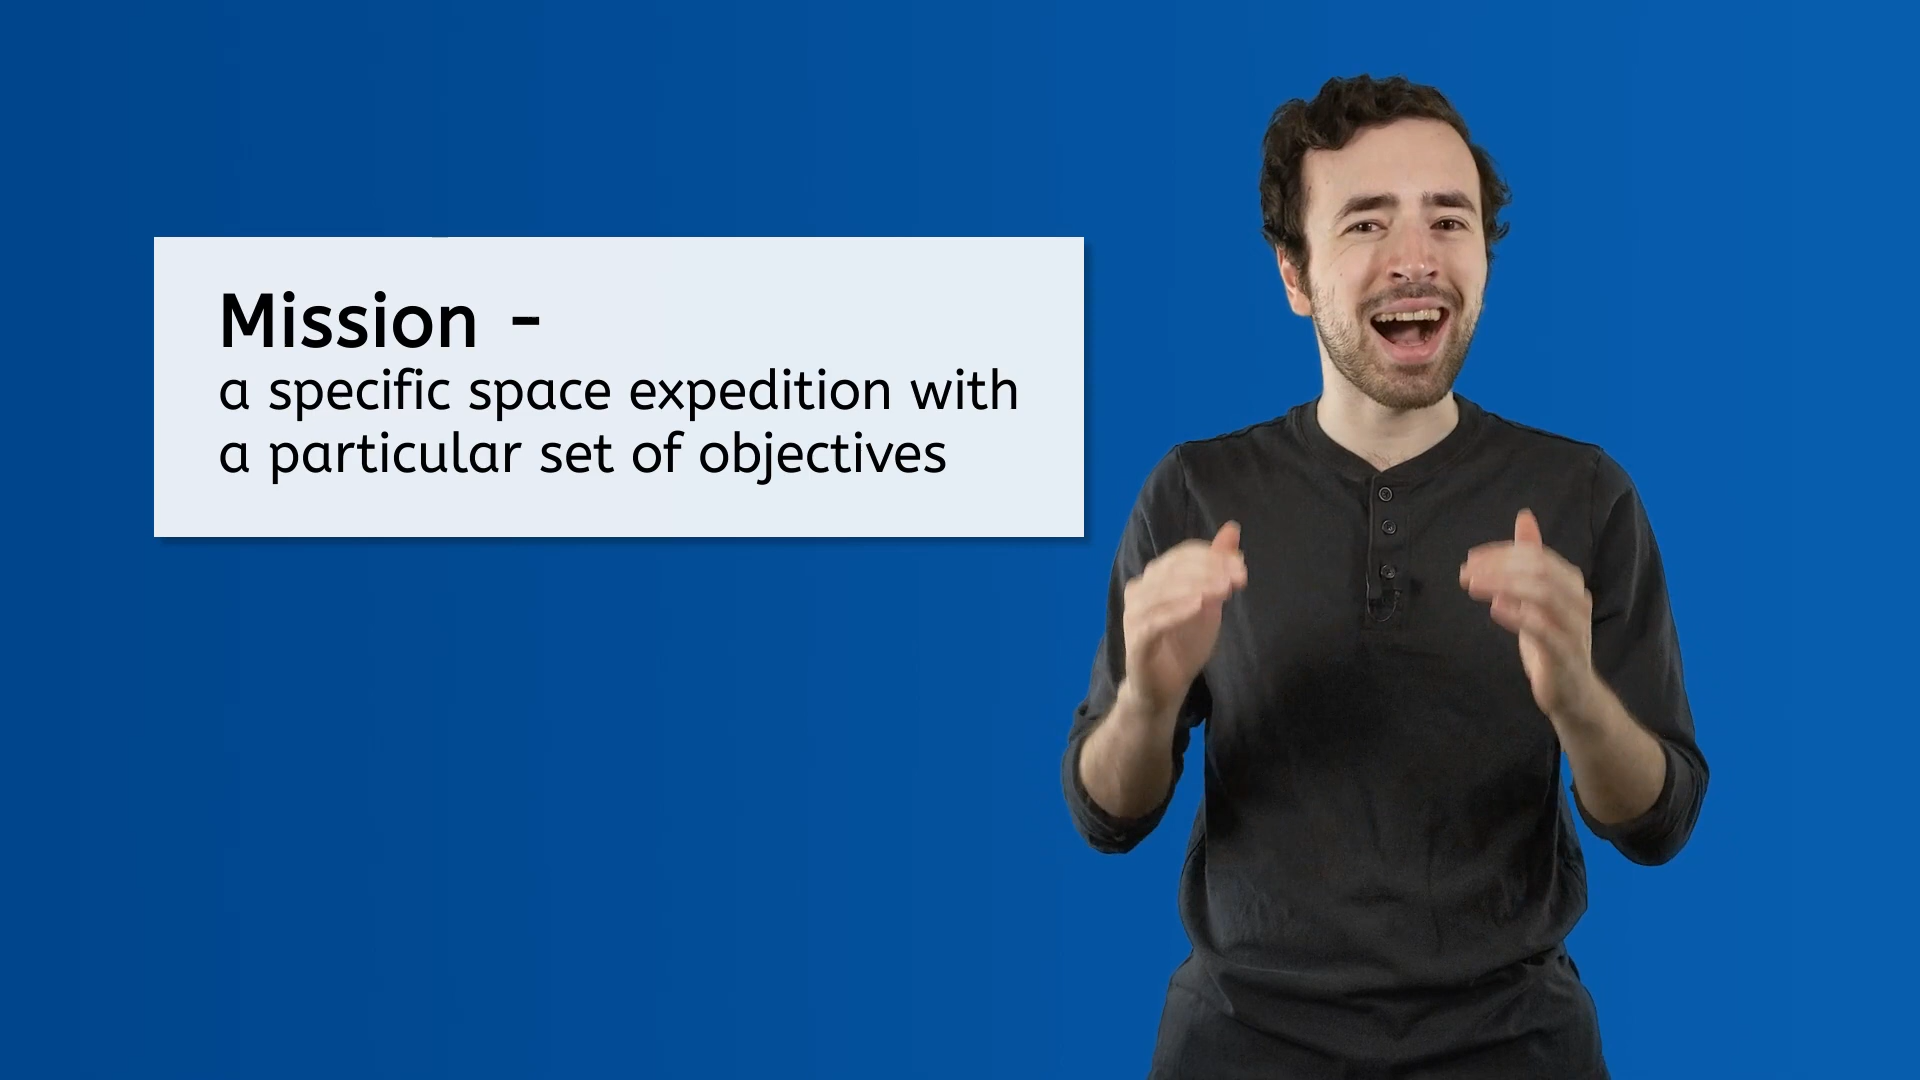 Mission -
a specific space expedition with
a particular set of objectives